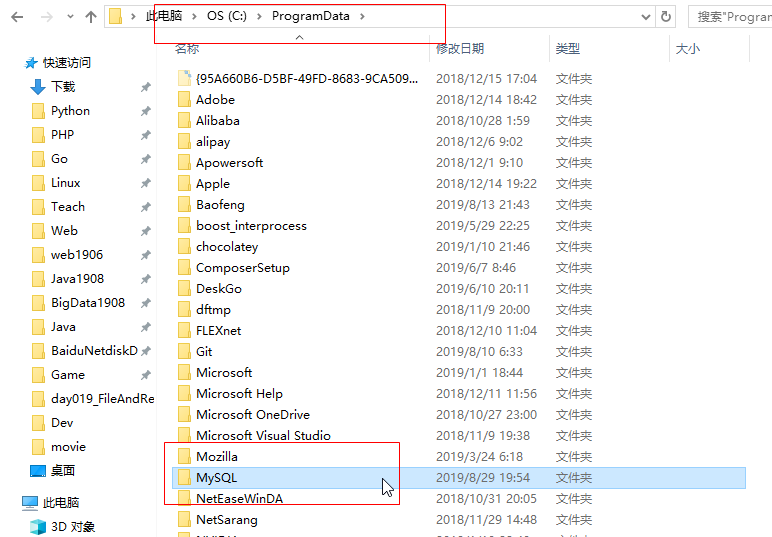 此电脑 > OS (C:) > ProgramData >
搜索"Program
名称 修改日期 类型 大小
快速访问
下载
Python
PHP
Go
Linux
Teach
Web
web1906
Java1908
BigData1908
Java
BaiduNetdiskD
Game
day019_FileAndRe
Dev
movie
桌面
此电脑
3D 对象
{95A660B6-D5BF-49FD-8683-9CA509... 2018/12/15 17:04 文件夹
Adobe 2018/12/14 18:42 文件夹
Alibaba 2018/10/28 1:59 文件夹
alipay 2018/12/6 9:02 文件夹
Apowersoft 2018/12/1 9:10 文件夹
Apple 2018/12/14 19:22 文件夹
Baofeng 2019/8/13 21:43 文件夹
boost_interprocess 2019/5/29 22:25 文件夹
chocolatey 2019/1/10 21:46 文件夹
ComposerSetup 2019/6/7 8:46 文件夹
DeskGo 2019/6/10 20:11 文件夹
dftmp 2018/11/9 20:00 文件夹
FLEXnet 2018/12/10 11:04 文件夹
Git 2019/8/10 6:33 文件夹
Microsoft 2019/1/1 18:44 文件夹
Microsoft Help 2018/12/11 11:56 文件夹
Microsoft OneDrive 2018/10/27 23:00 文件夹
Microsoft Visual Studio 2018/11/9 19:38 文件夹
Mozilla 2019/3/24 6:18 文件夹
MySQL 2019/8/29 19:54 文件夹
NetEaseWinDA 2018/10/31 20:05 文件夹
NetSarang 2018/11/29 14:48 文件夹